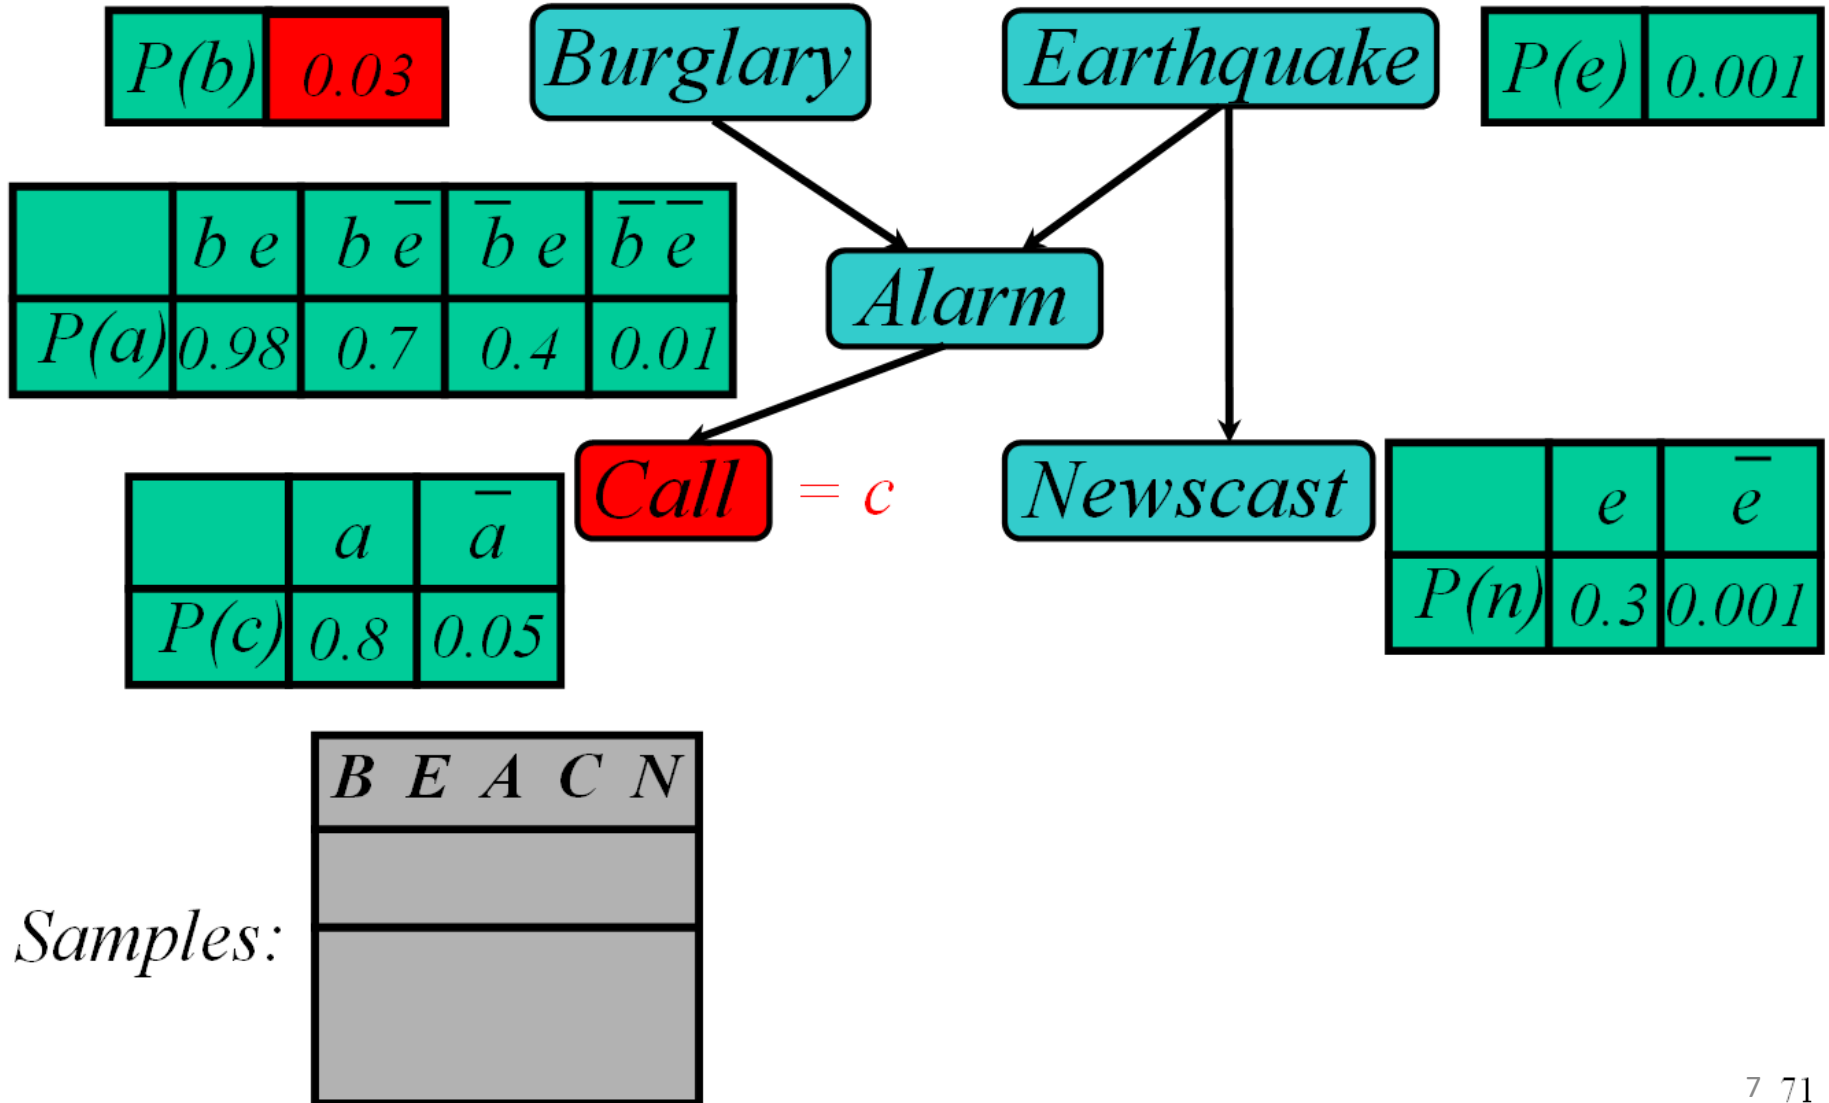 P(b) 0.03
Burglary
Earthquake
P(e) 0.001
b e b e̅ b̅ e b̅ e̅
P(a) 0.98 0.7 0.4 0.01
Alarm
Call = c
Newscast
a a̅
P(c) 0.8 0.05
e e̅
P(n) 0.3 0.001
B E A C N
Samples:
7 71